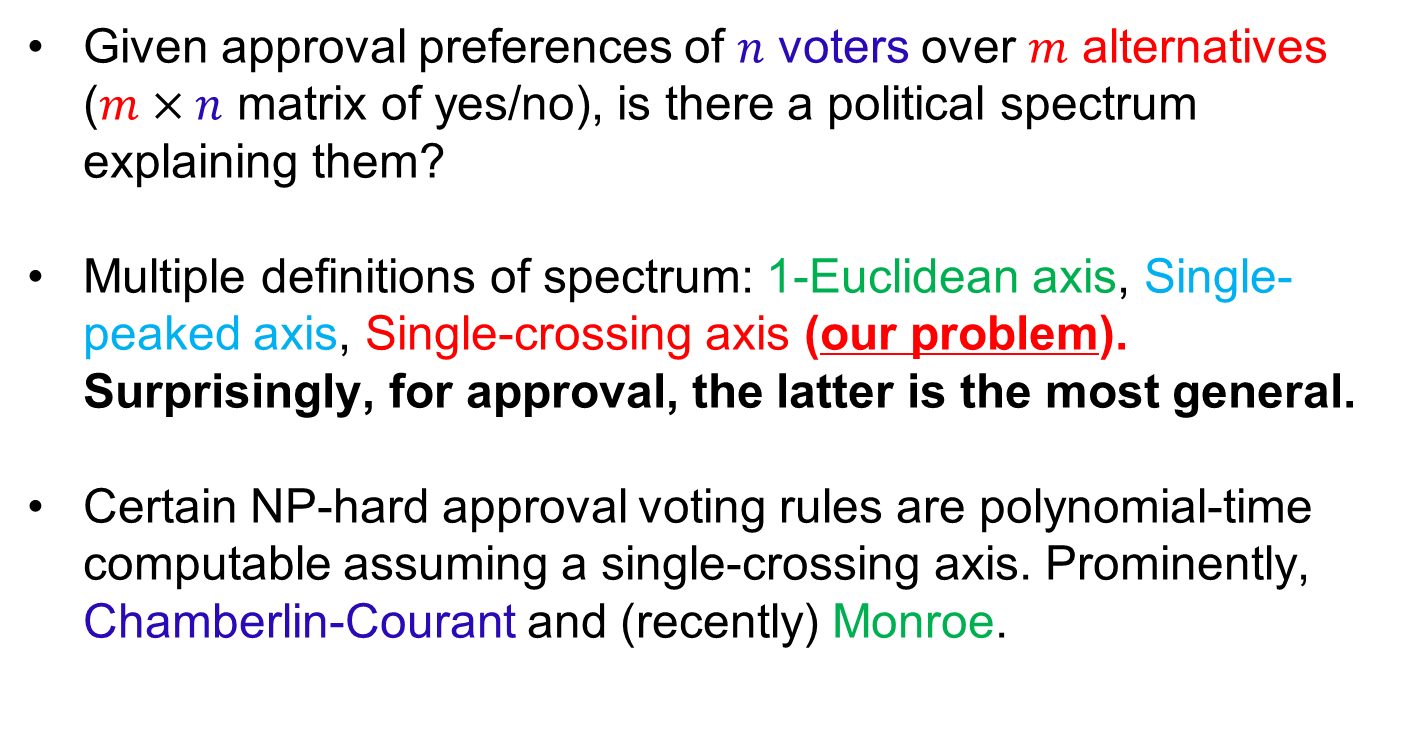 • Given approval preferences of n voters over m alternatives
(m × n matrix of yes/no), is there a political spectrum
explaining them?
• Multiple definitions of spectrum: 1-Euclidean axis, Single-
peaked axis, Single-crossing axis (our problem).
Surprisingly, for approval, the latter is the most general.
• Certain NP-hard approval voting rules are polynomial-time
computable assuming a single-crossing axis. Prominently,
Chamberlin-Courant and (recently) Monroe.